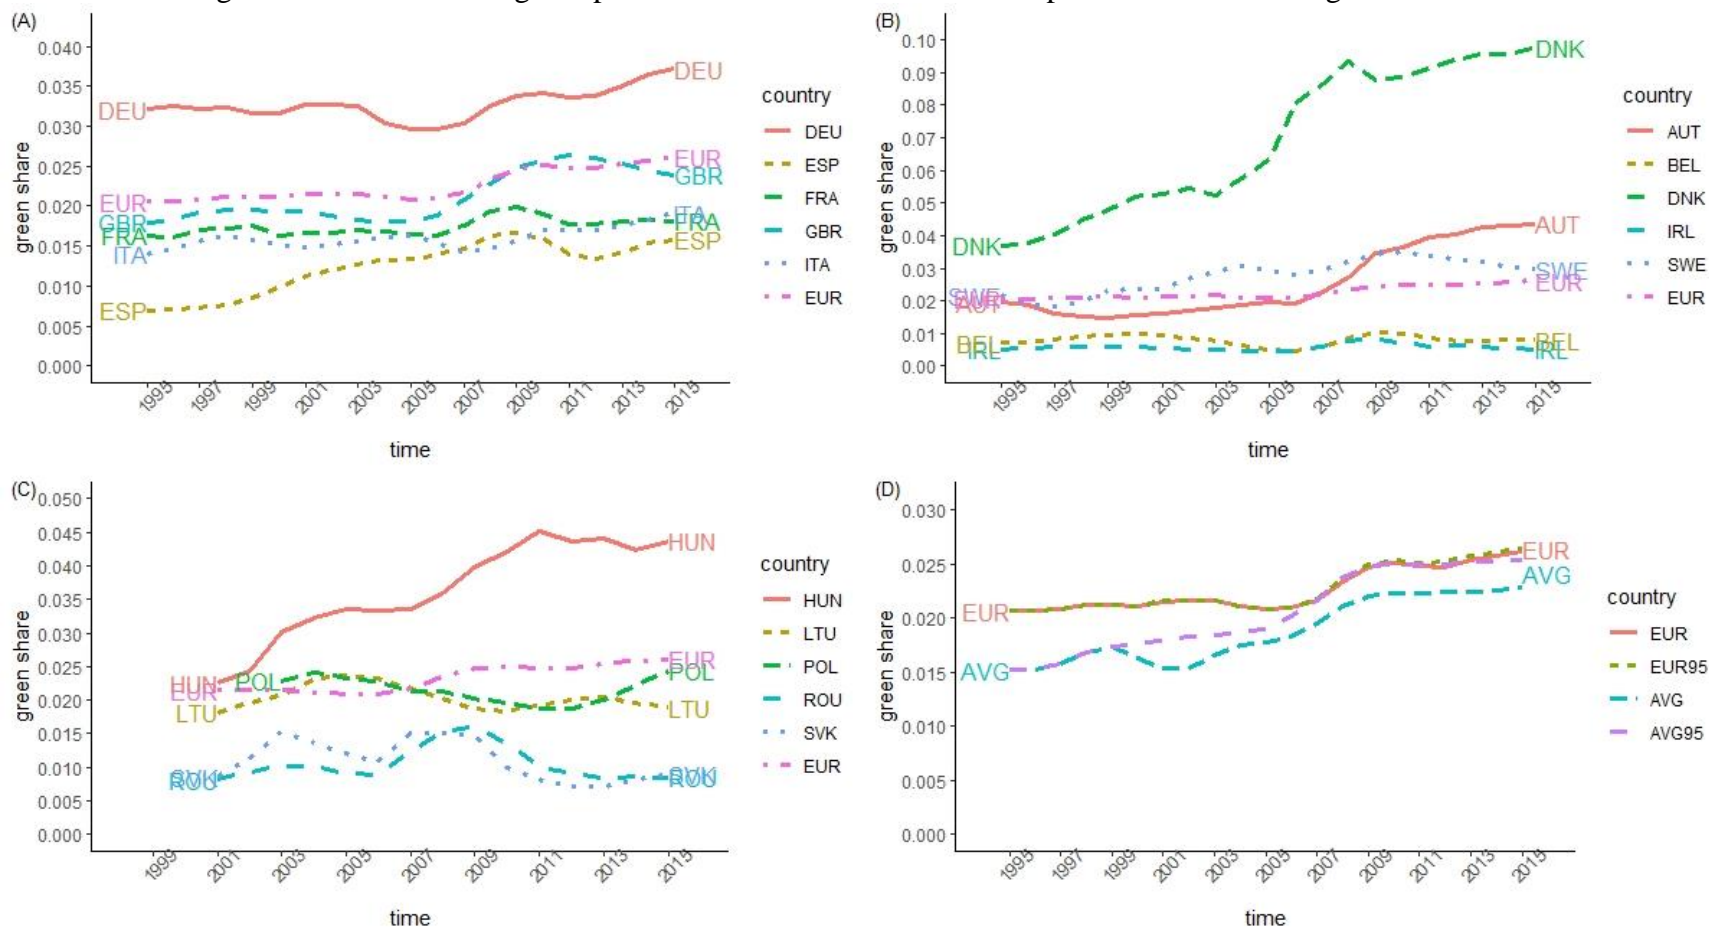 (A)
0.040
0.035
0.030
0.025
0.020
0.015
0.010
0.005
0.000
green share
DEU
EUR
GBR
FRA
ITA
ESP
DEU
EUR
GBR
ITA
FRA
ESP
1995 1997 1999 2001 2003 2005 2007 2009 2011 2013 2015
time
country
DEU
ESP
FRA
GBR
ITA
EUR
(B)
0.10
0.09
0.08
0.07
0.06
0.05
0.04
0.03
0.02
0.01
0.00
green share
DNK
SWE
EUR
AUT
BEL
IRL
DNK
AUT
SWE
EUR
BEL
IRL
1995 1997 1999 2001 2003 2005 2007 2009 2011 2013 2015
time
country
AUT
BEL
DNK
IRL
SWE
EUR
(C)
0.050
0.045
0.040
0.035
0.030
0.025
0.020
0.015
0.010
0.005
0.000
green share
HUN
EUR
POL
LTU
SVK
ROU
HUN
EUR
POL
LTU
SVK
ROU
1999 2001 2003 2005 2007 2009 2011 2013 2015
time
country
HUN
LTU
POL
ROU
SVK
EUR
(D)
0.030
0.025
0.020
0.015
0.010
0.005
0.000
green share
EUR
AVG
EUR
AVG
1995 1997 1999 2001 2003 2005 2007 2009 2011 2013 2015
time
country
EUR
EUR95
AVG
AVG95